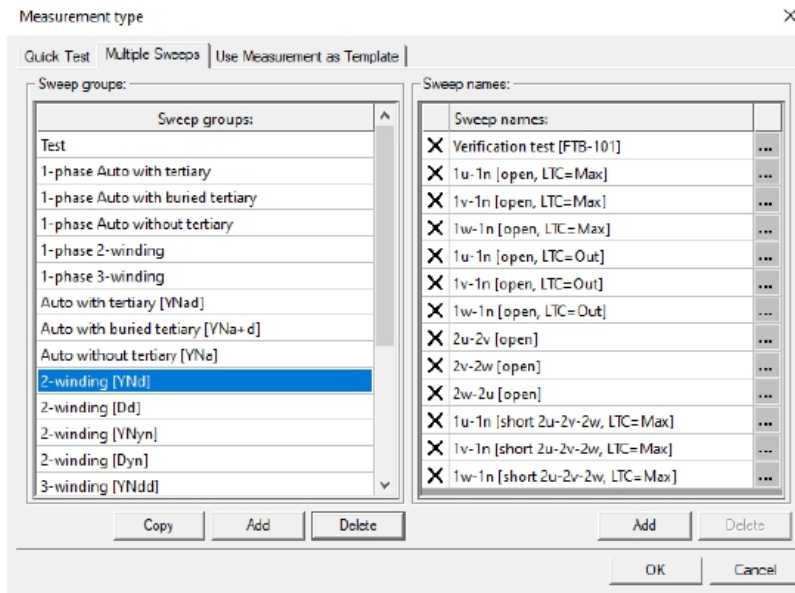 Measurement type
Quick Test Multiple Sweeps Use Measurement as Template
Sweep groups:
Sweep groups:
Test
1-phase Auto with tertiary
1-phase Auto with buried tertiary
1-phase Auto without tertiary
1-phase 2-winding
1-phase 3-winding
Auto with tertiary [YNad]
Auto with buried tertiary [YNa+d]
Auto without tertiary [YNa]
2-winding [YNd]
2-winding [Dd]
2-winding [YNyn]
2-winding [Dyn]
3-winding [YNdd]
Copy Add Delete
Sweep names:
Sweep names:
Verification test [FTB-101] ...
1u-1n [open, LTC=Max] ...
1v-1n [open, LTC=Max] ...
1w-1n [open, LTC=Max] ...
1u-1n [open, LTC=Out] ...
1v-1n [open, LTC=Out] ...
1w-1n [open, LTC=Out] ...
2u-2v [open] ...
2v-2w [open] ...
2w-2u [open] ...
1u-1n [short 2u-2v-2w, LTC=Max] ...
1v-1n [short 2u-2v-2w, LTC=Max] ...
1w-1n [short 2u-2v-2w, LTC=Max] ...
Add Delete
OK Cancel